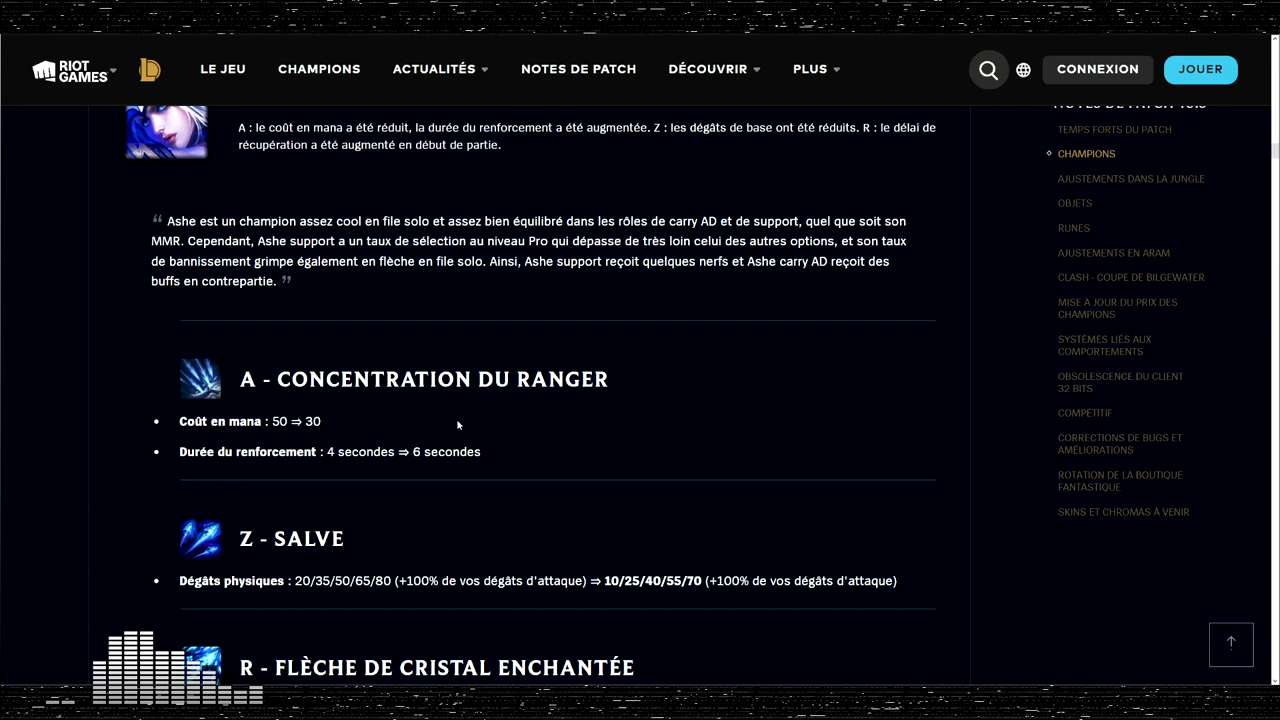 RIOT GAMES
LE JEU
CHAMPIONS
ACTUALITÉS
NOTES DE PATCH
DÉCOUVRIR
PLUS
CONNEXION
JOUER
A : le coût en mana a été réduit, la durée du renforcement a été augmentée. Z : les dégâts de base ont été réduits. R : le délai de
récupération a été augmenté en début de partie.
“ Ashe est un champion assez cool en file solo et assez bien équilibré dans les rôles de carry AD et de support, quel que soit son
MMR. Cependant, Ashe support a un taux de sélection au niveau Pro qui dépasse de très loin celui des autres options, et son taux
de bannissement grimpe également en flèche en file solo. Ainsi, Ashe support reçoit quelques nerfs et Ashe carry AD reçoit des
buffs en contrepartie. ”
A - CONCENTRATION DU RANGER
• Coût en mana : 50 ⇒ 30
• Durée du renforcement : 4 secondes ⇒ 6 secondes
Z - SALVE
• Dégâts physiques : 20/35/50/65/80 (+100% de vos dégâts d'attaque) ⇒ 10/25/40/55/70 (+100% de vos dégâts d'attaque)
R - FLÈCHE DE CRISTAL ENCHANTÉE
TEMPS FORTS DU PATCH
CHAMPIONS
AJUSTEMENTS DANS LA JUNGLE
OBJETS
RUNES
AJUSTEMENTS EN ARAM
CLASH - COUPE DE BILGEWATER
MISE À JOUR DU PRIX DES
CHAMPIONS
SYSTÈMES LIÉS AUX
COMPORTEMENTS
OBSOLESCENCE DU CLIENT
32 BITS
COMPÉTITIF
CORRECTIONS DE BUGS ET
AMÉLIORATIONS
ROTATION DE LA BOUTIQUE
FANTASTIQUE
SKINS ET CHROMAS À VENIR